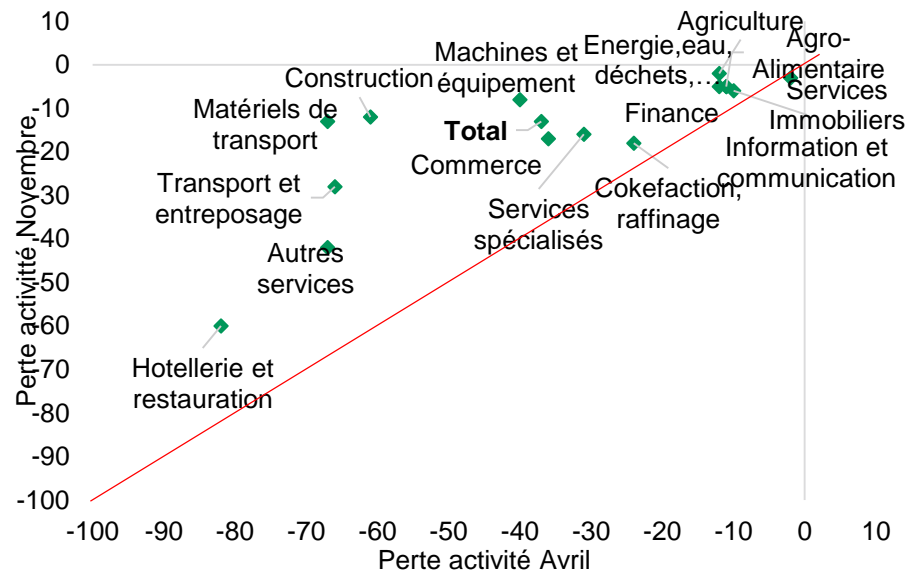 10
0
-10
-20
-30
-40
-50
-60
-70
-80
-90
-100
Perte activitté Novembre,
Agriculture
Energie,eau,
déchets,…
Agro-
Alimentaire
Machines et
équipement
Construction
Matériels de
transport
Total
Commerce
Finance
Services
Immobiliers
Information et
communication
Cokefaction,
raffinage
Services
spécialisés
Transport et
entreposage
Autres
services
Hotellerie et
restauration
-100 -90 -80 -70 -60 -50 -40 -30 -20 -10 0 10
Perte activité Avril